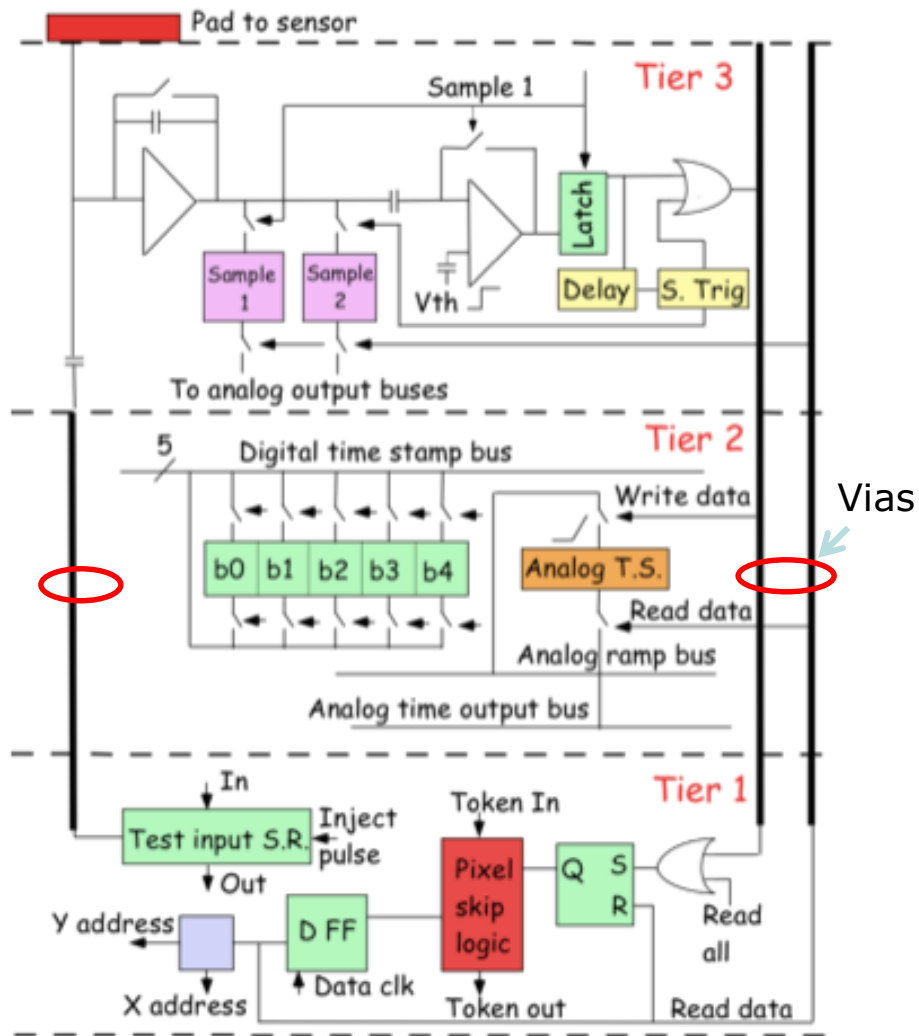 Pad to sensor
Tier 3
Sample 1
Latch
Sample
1
Sample
2
Vth
Delay
S. Trig
To analog output buses
Tier 2
5
Digital time stamp bus
Write data
Vias
b0 b1 b2 b3 b4
Analog T.S.
Read data
Analog ramp bus
Analog time output bus
Tier 1
In
Token In
Test input S.R.
Inject
pulse
Out
Pixel
skip
logic
Q S
R
Read
all
Y address
D FF
Data clk
X address
Token out
Read data